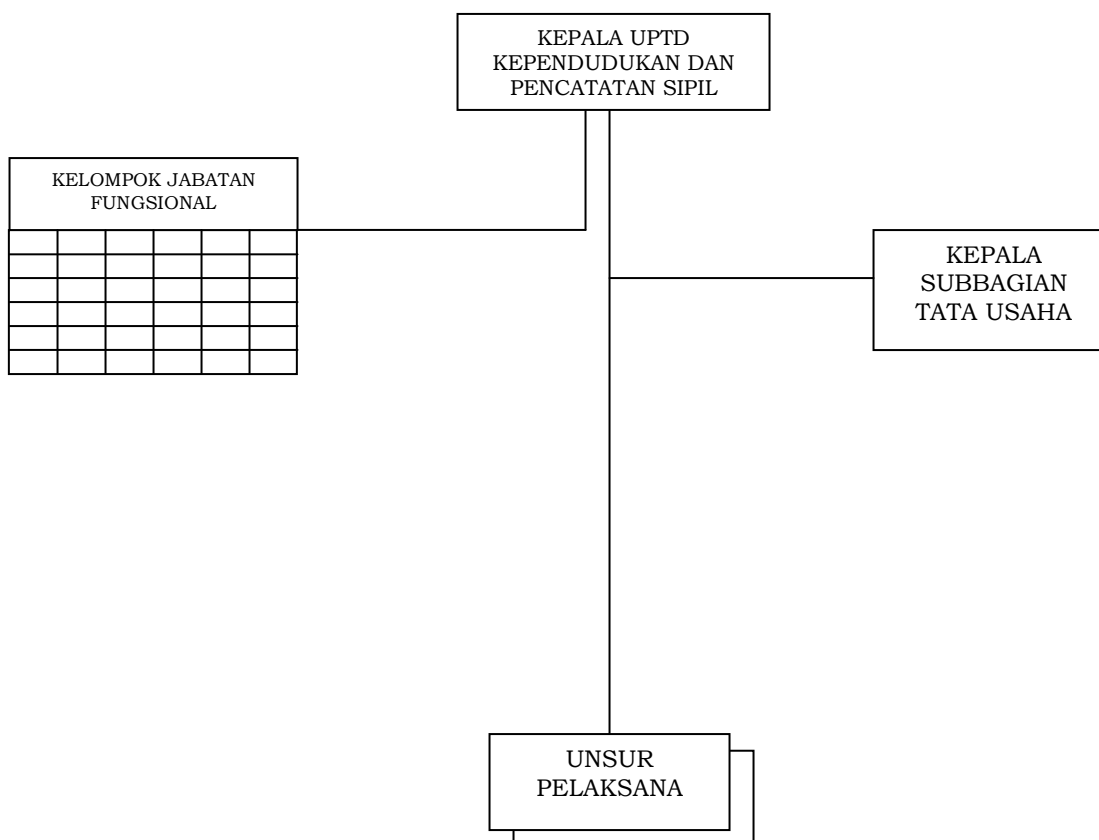 KEPALA UPTD
KEPENDUDUKAN DAN
PENCATATAN SIPIL
KELOMPOK JABATAN
FUNGSIONAL
KEPALA
SUBBAGIAN
TATA USAHA
UNSUR
PELAKSANA